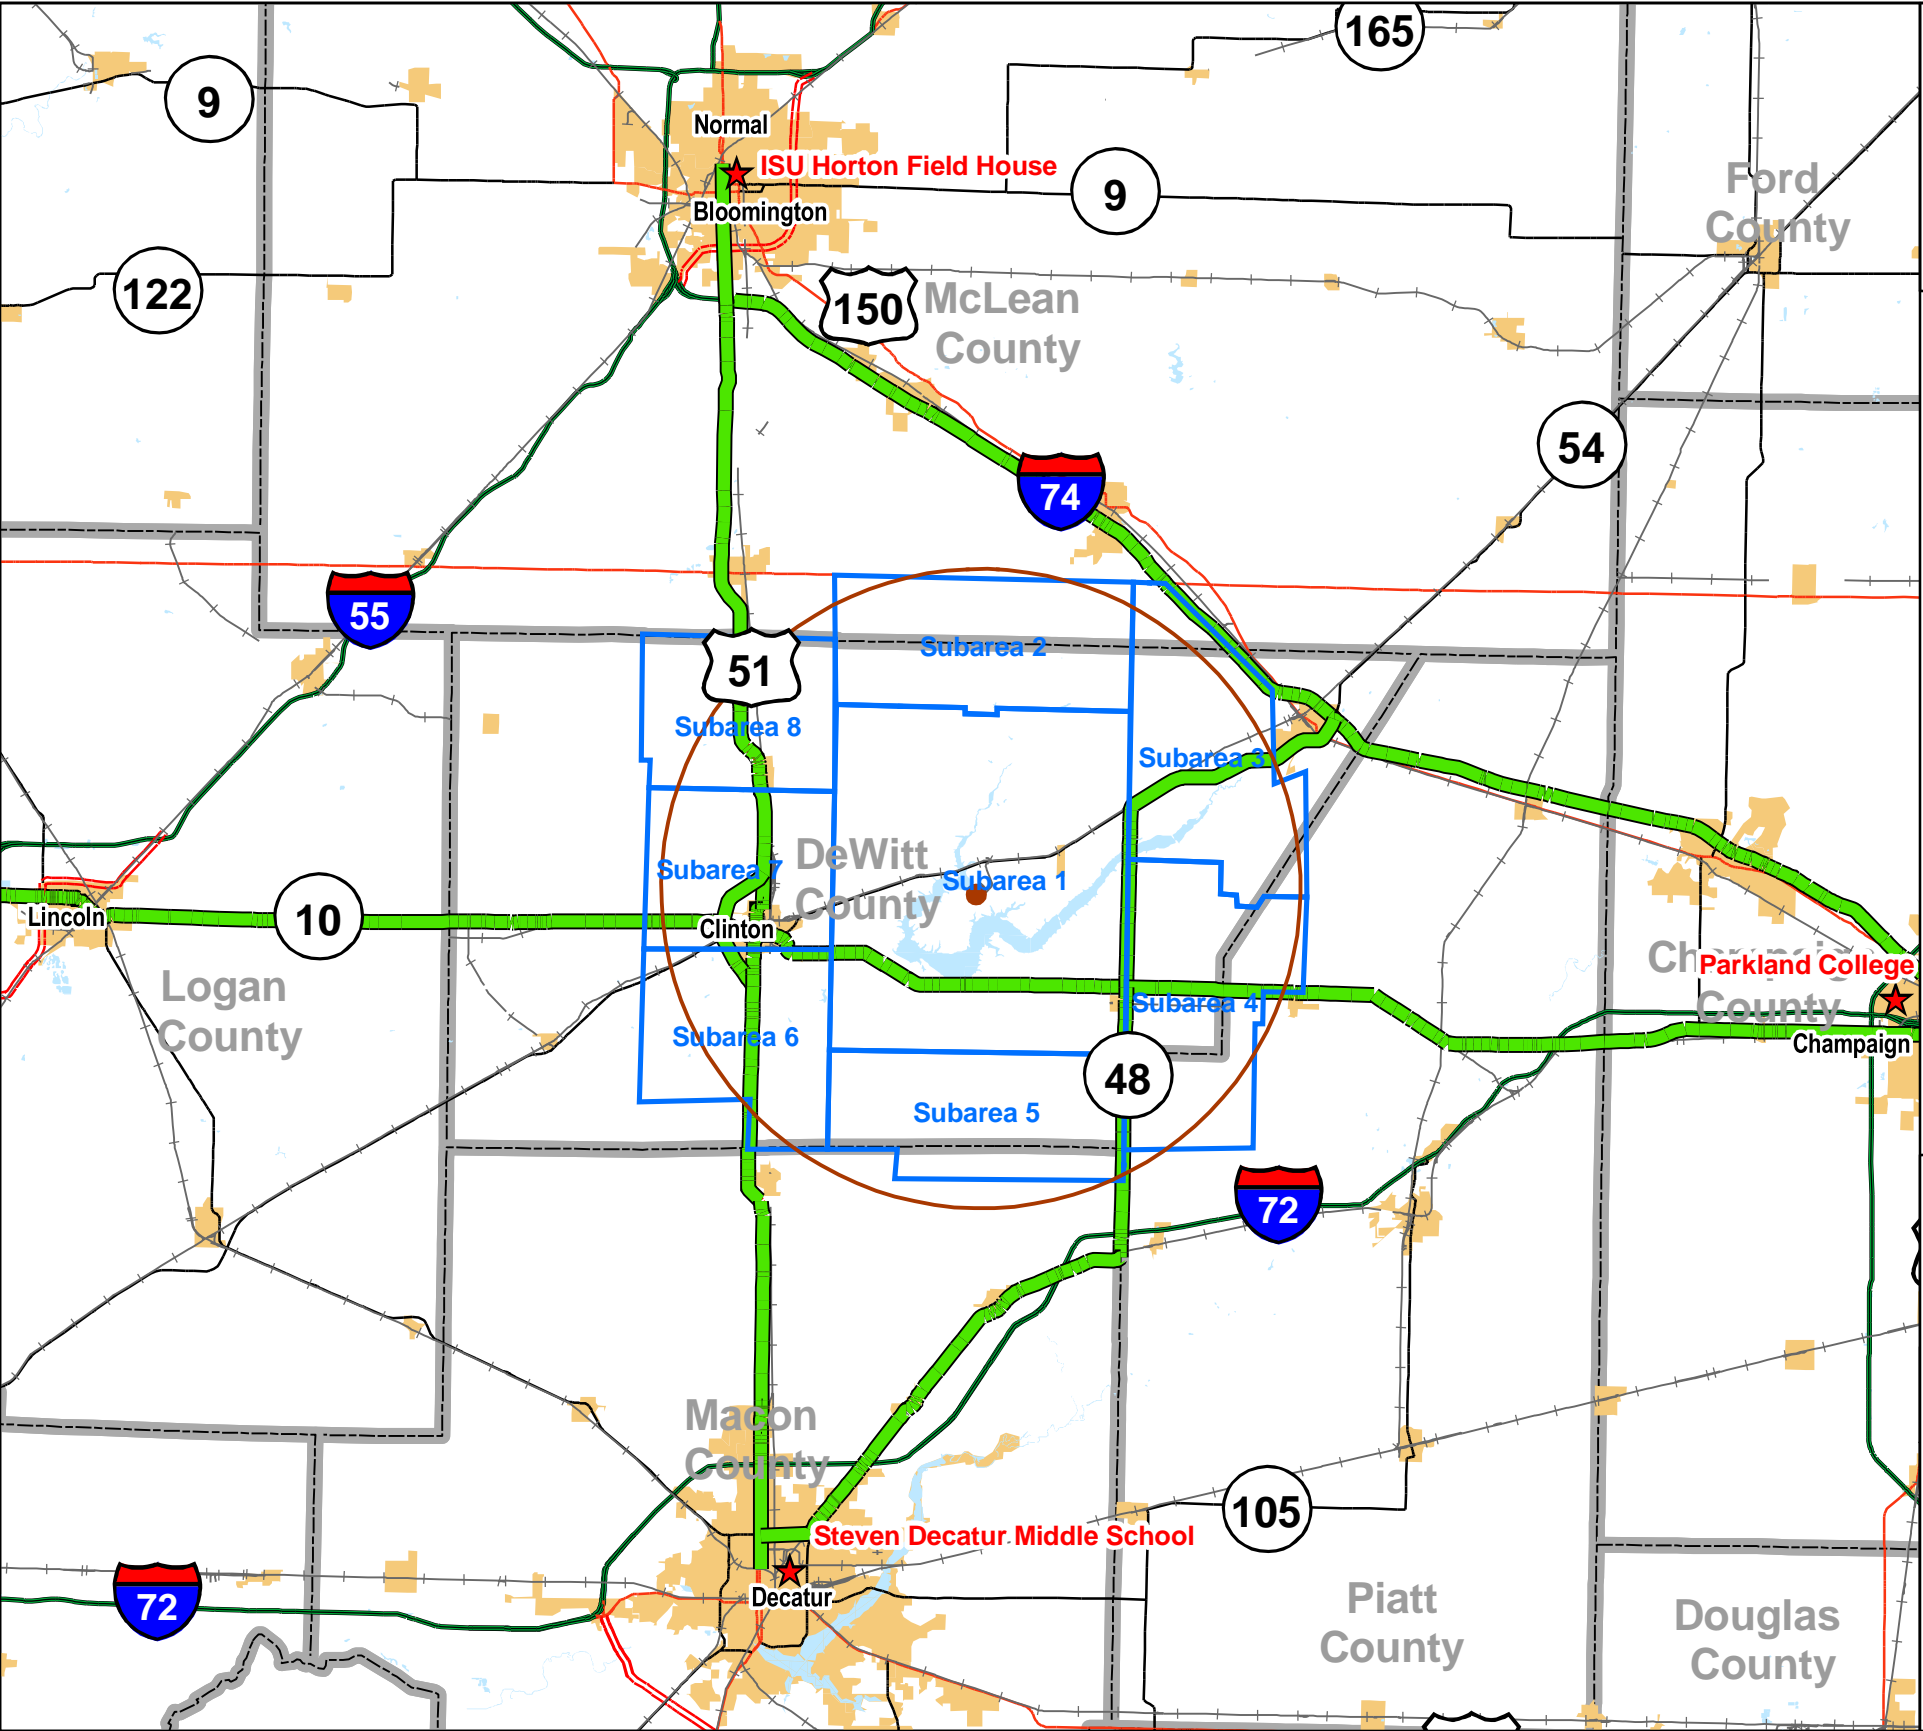 165
9
Normal
ISU Horton Field House
Ford
County
9
Bloomington
122
150
McLean
County
54
74
55
Subarea 2
51
Subarea 8
Subarea 3
DeWitt
County
Subarea 7
Subarea 1
Lincoln
10
Clinton
Logan
County
Champaign
County
Parkland College
Subarea 4
Subarea 6
Champaign
48
Subarea 5
72
Macon
County
105
Steven Decatur Middle School
72
Decatur
Piatt
County
Douglas
County